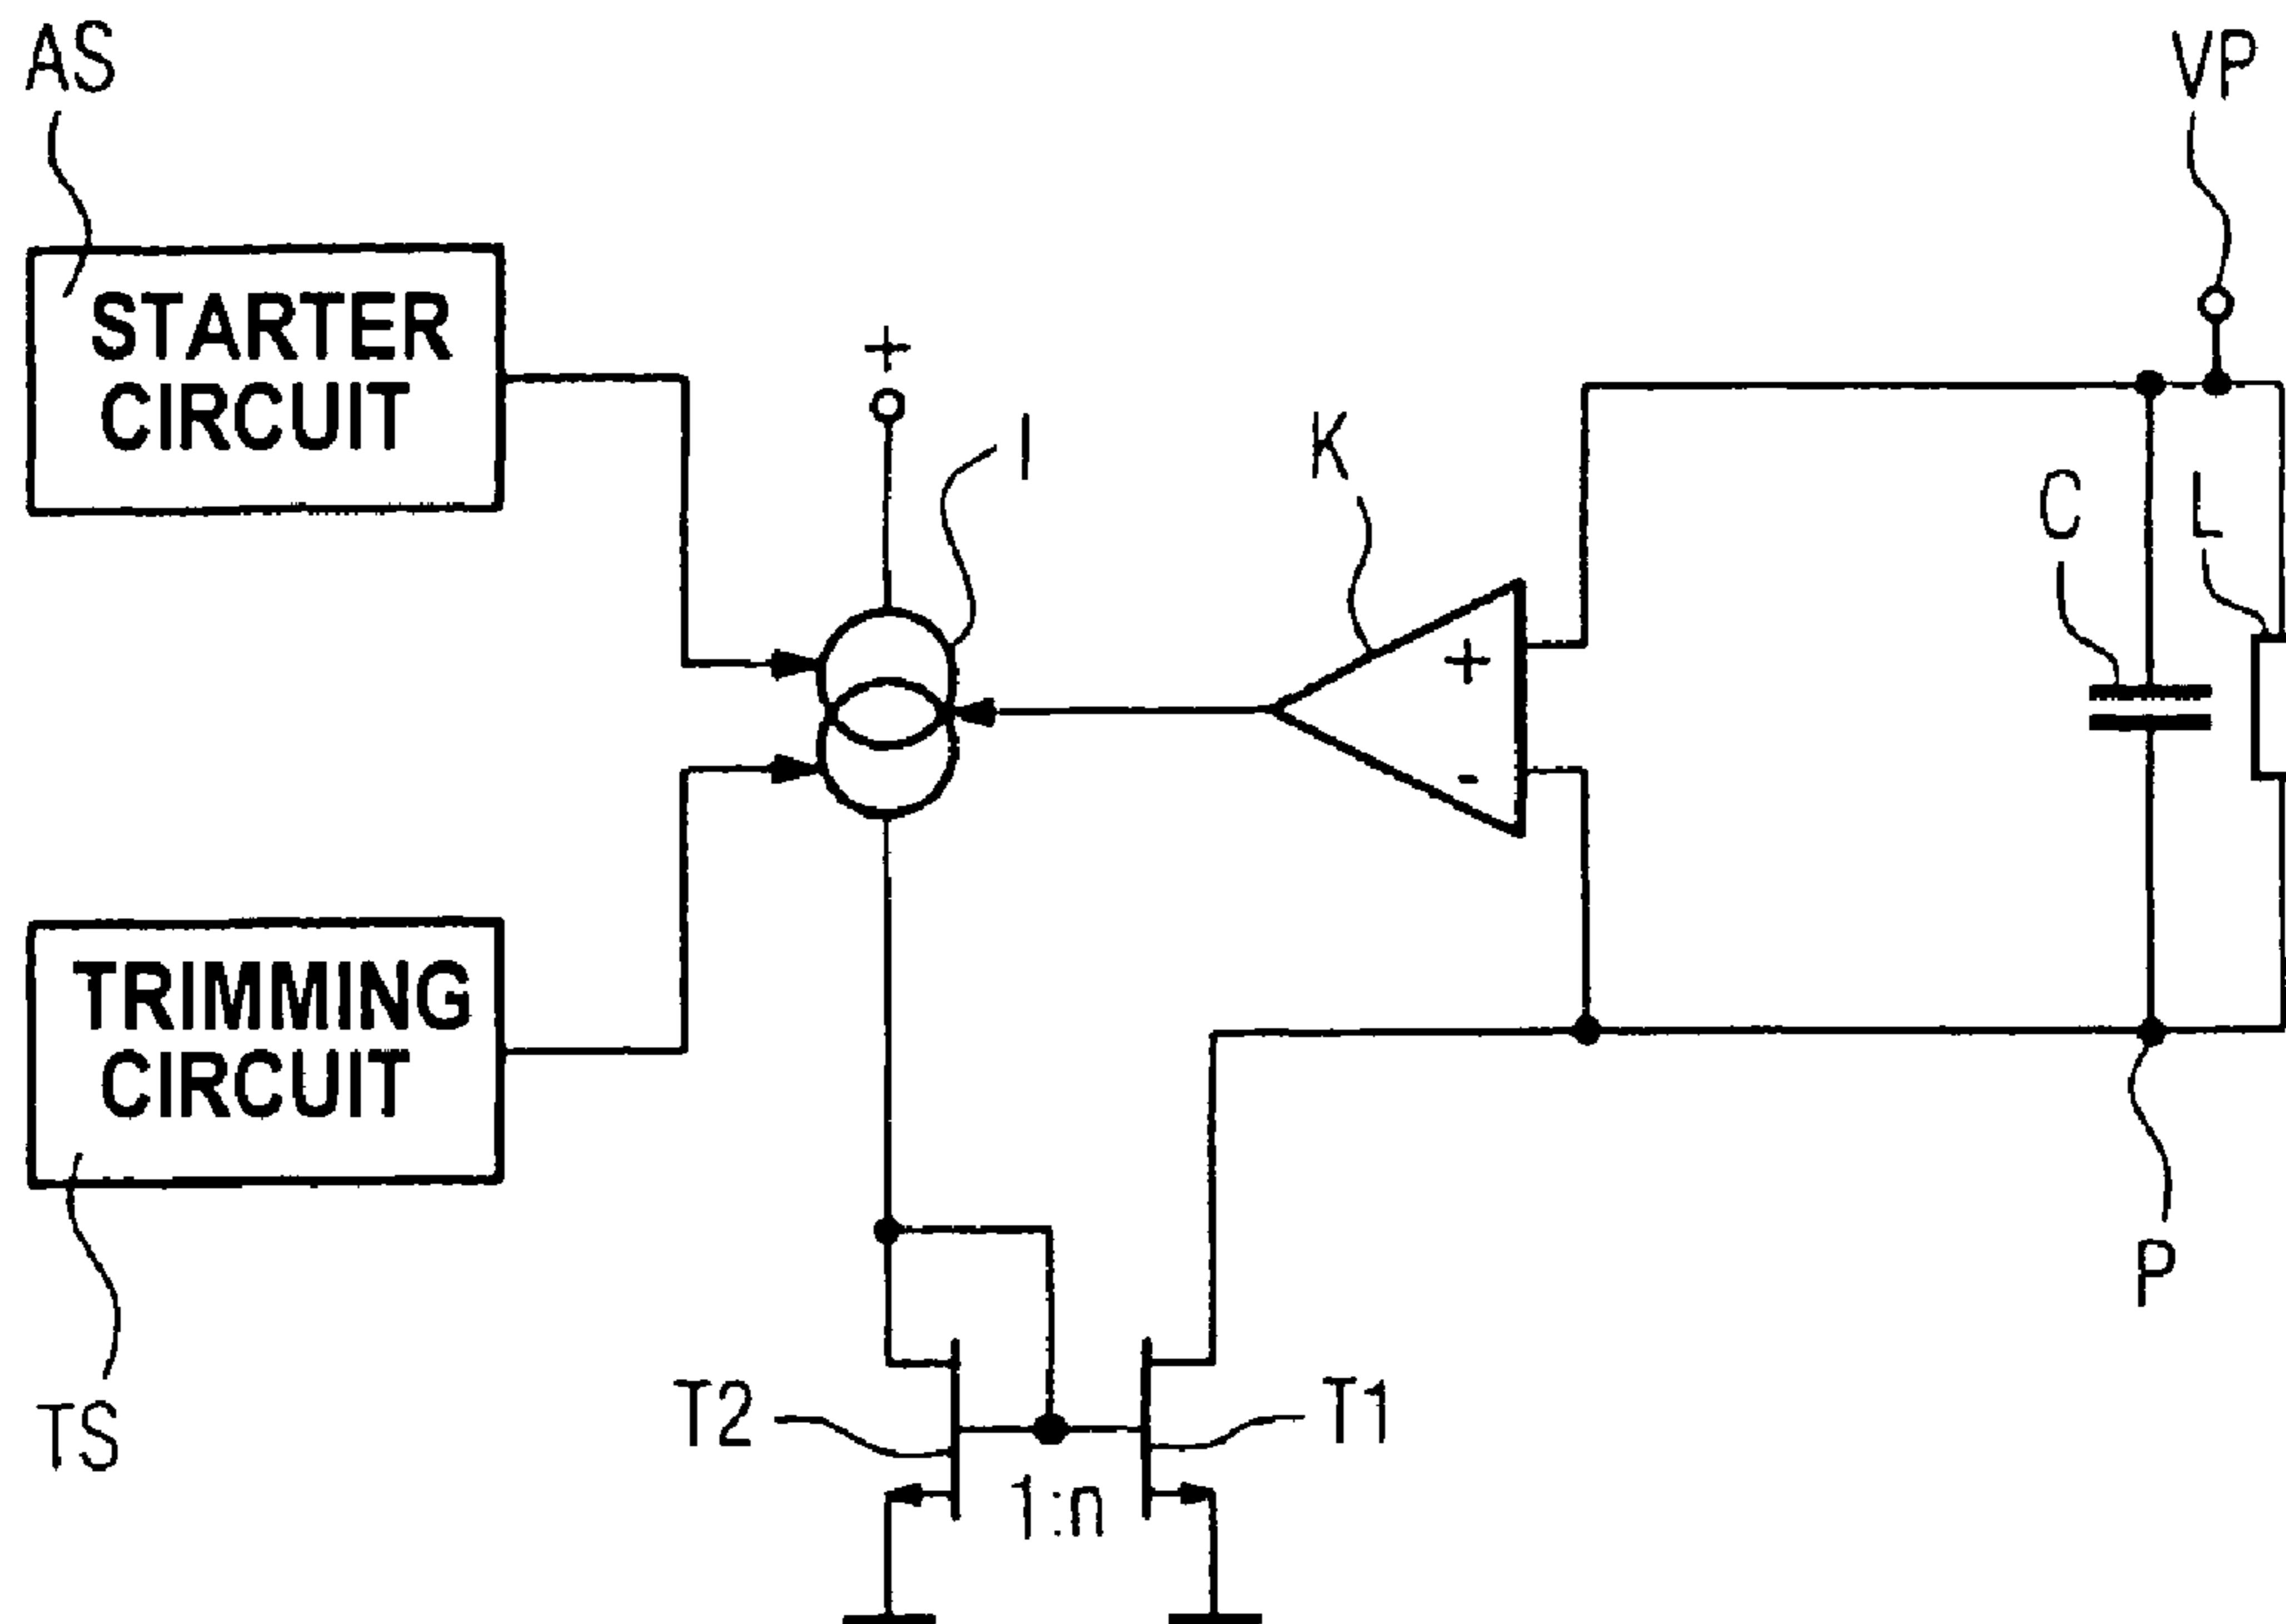 AS
VP
STARTER
CIRCUIT
+
I
K
C
L
+
-
TRIMMING
CIRCUIT
P
T2
T1
TS
1:n